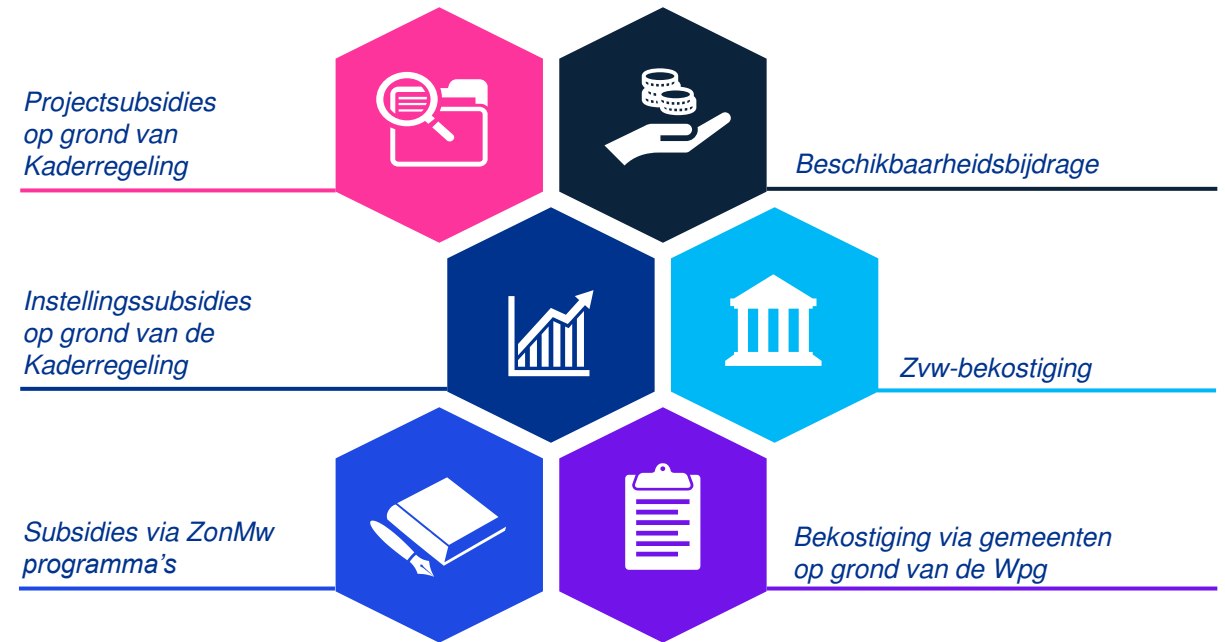 Projectsubsidies
op grond van
Kaderregeling
Beschikbaarheidsbijdrage
Instellingssubsidies
op grond van de
Kaderregeling
Zvw-bekostiging
Subsidies via ZonMw
programma's
Bekostiging via gemeenten
op grond van de Wpg